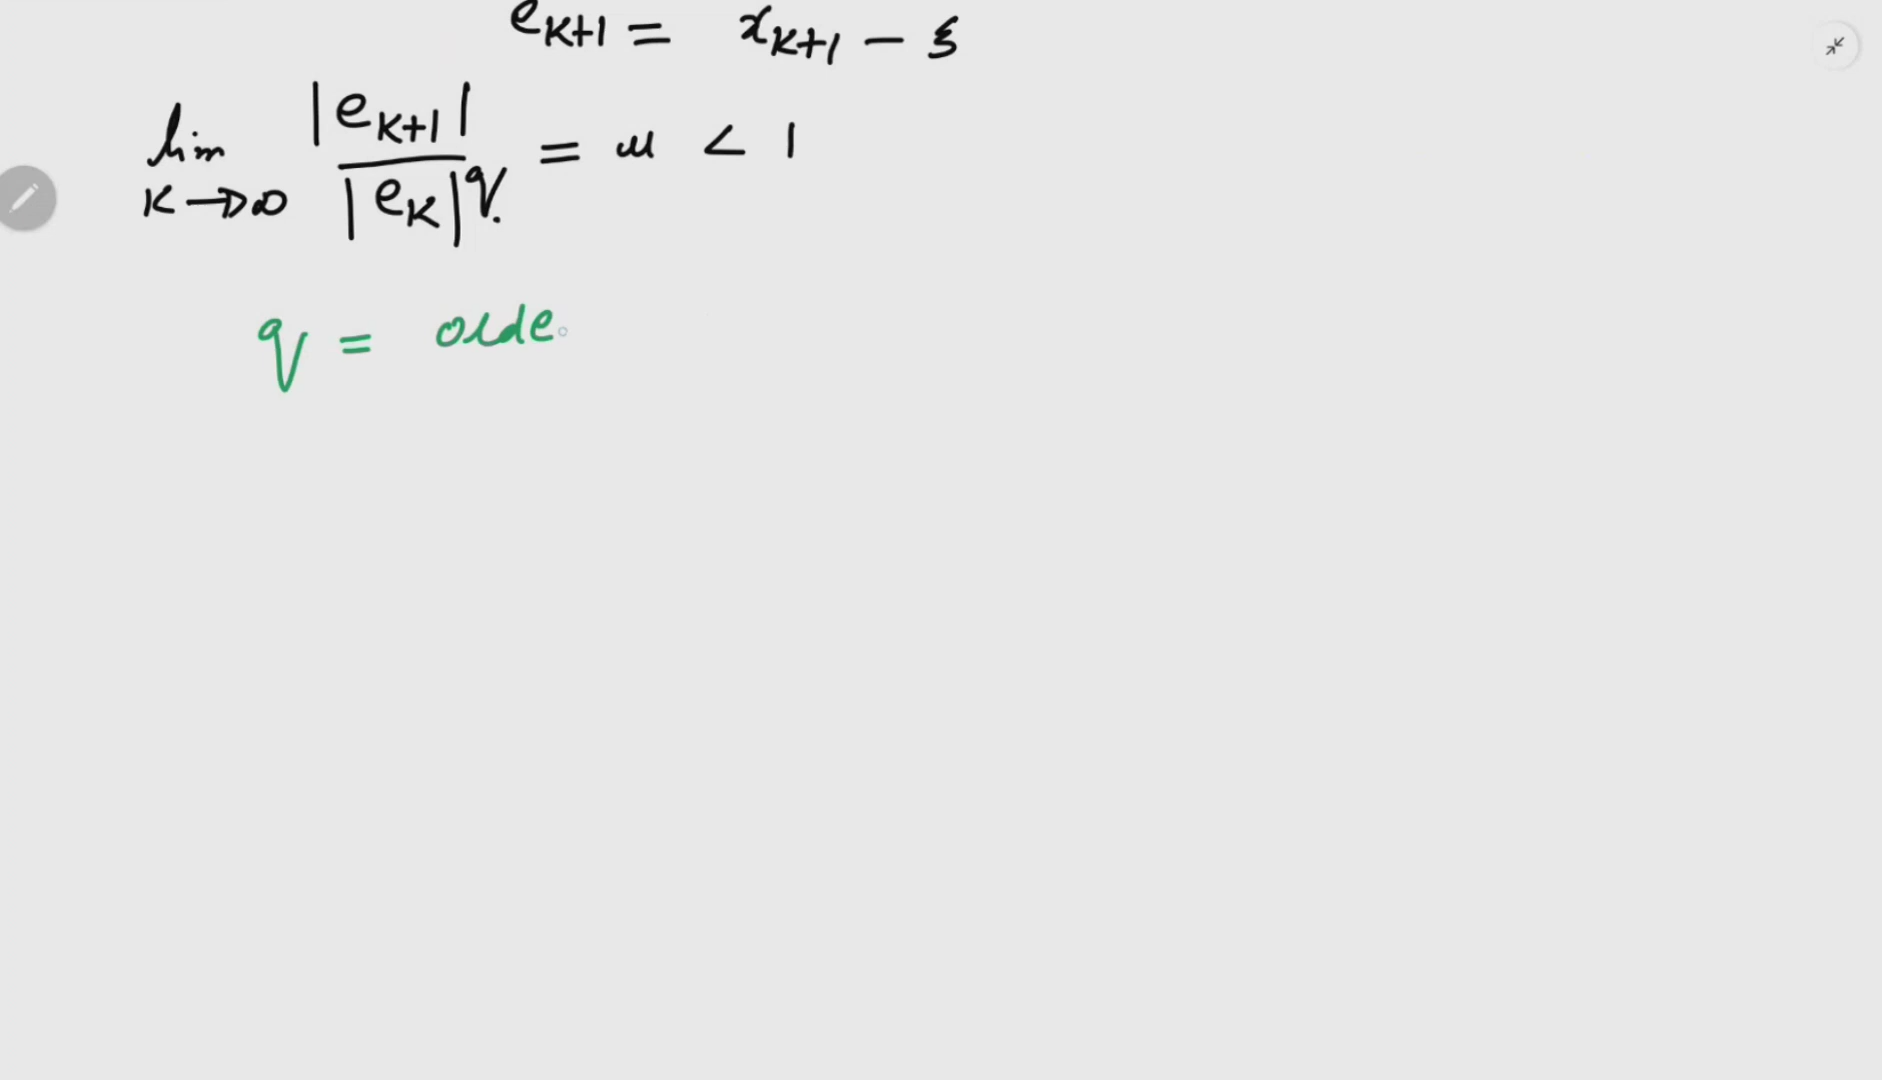 e_{k+1} = x_{k+1} - ξ
lim_{k→∞} |e_{k+1}| / |e_k|^q = μ < 1
q = orde